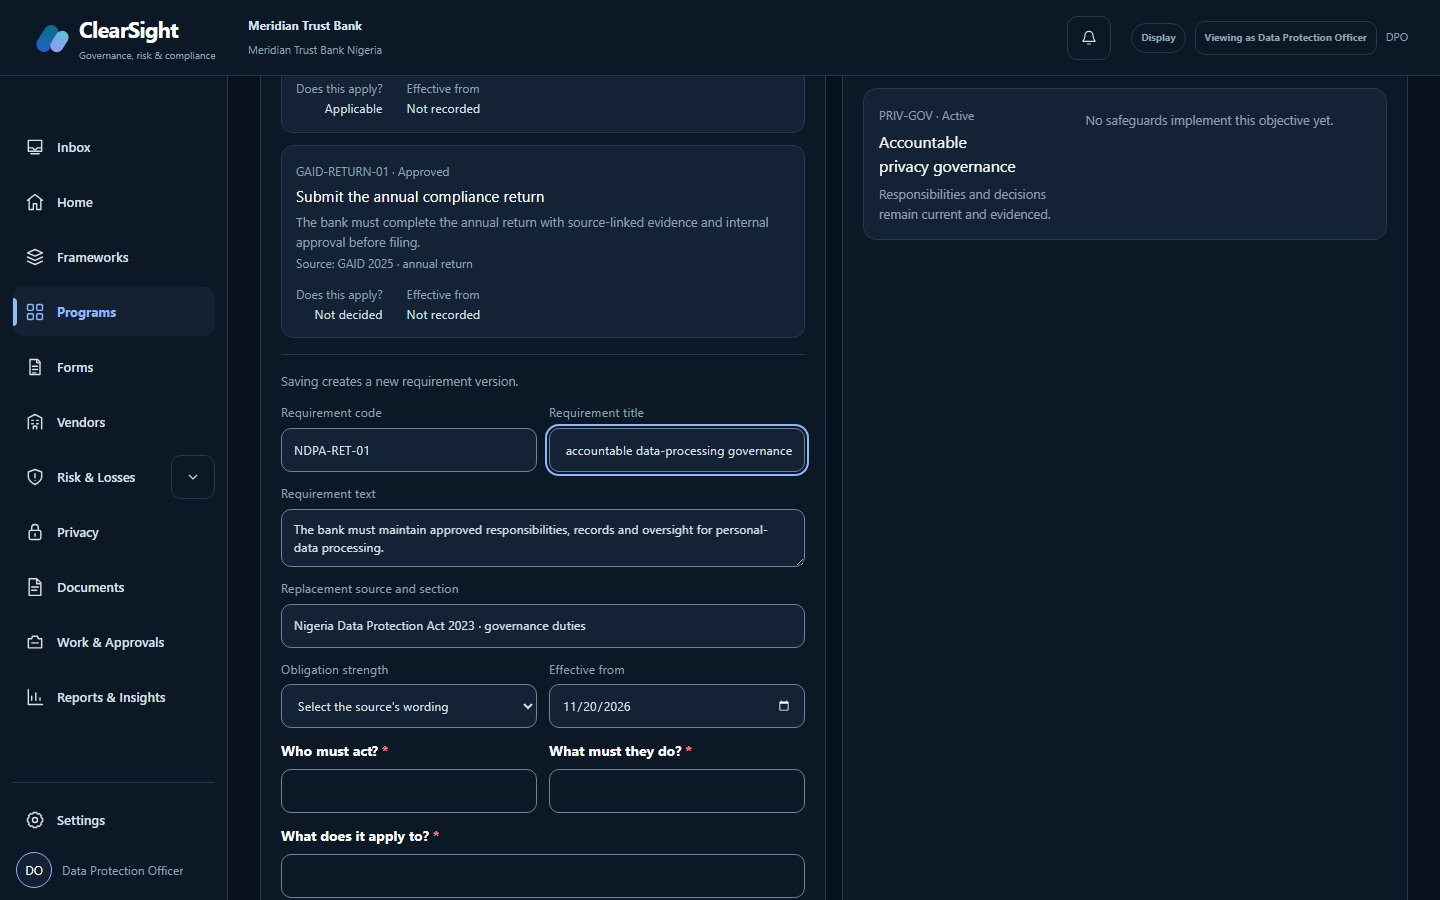 ClearSight
Governance, risk & compliance
Meridian Trust Bank
Meridian Trust Bank Nigeria
Display
Viewing as Data Protection Officer
DPO
Inbox
Home
Frameworks
Programs
Forms
Vendors
Risk & Losses
Privacy
Documents
Work & Approvals
Reports & Insights
Settings
DO
Data Protection Officer
Does this apply?
Applicable
Effective from
Not recorded
GAID-RETURN-01 · Approved
Submit the annual compliance return
The bank must complete the annual return with source-linked evidence and internal
approval before filing.
Source: GAID 2025 · annual return
Does this apply?
Not decided
Effective from
Not recorded
Saving creates a new requirement version.
Requirement code
NDPA-RET-01
Requirement title
accountable data-processing governance
Requirement text
The bank must maintain approved responsibilities, records and oversight for personal-
data processing.
Replacement source and section
Nigeria Data Protection Act 2023 · governance duties
Obligation strength
Select the source's wording
Effective from
11/20/2026
Who must act? *
What must they do? *
What does it apply to? *
PRIV-GOV · Active
Accountable
privacy governance
Responsibilities and decisions
remain current and evidenced.
No safeguards implement this objective yet.